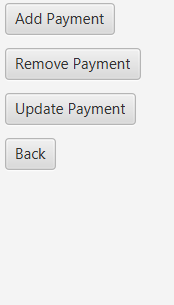 Add Payment
Remove Payment
Update Payment
Back